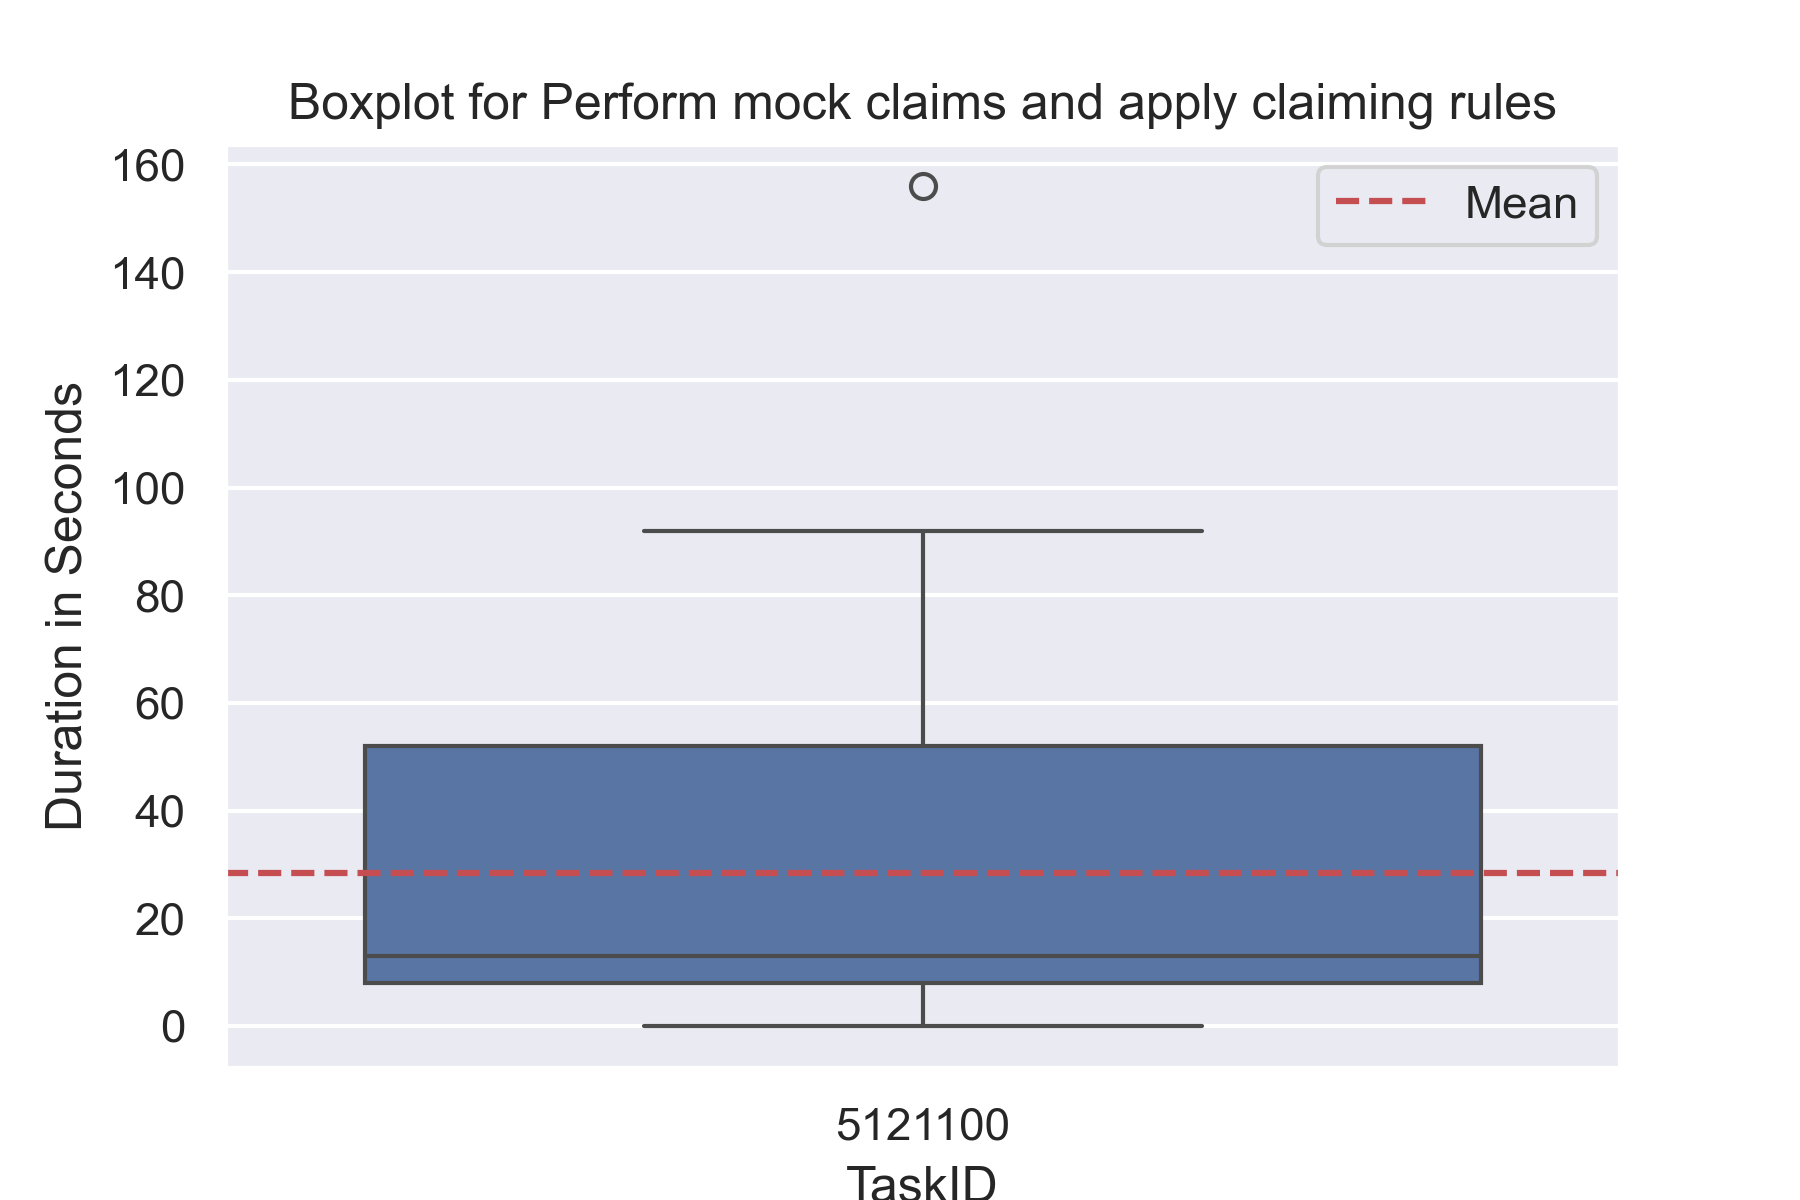 Boxplot for Perform mock claims and apply claiming rules
160
140
120
100
80
60
40
20
0
Duration in Seconds
Mean
5121100
TaskID